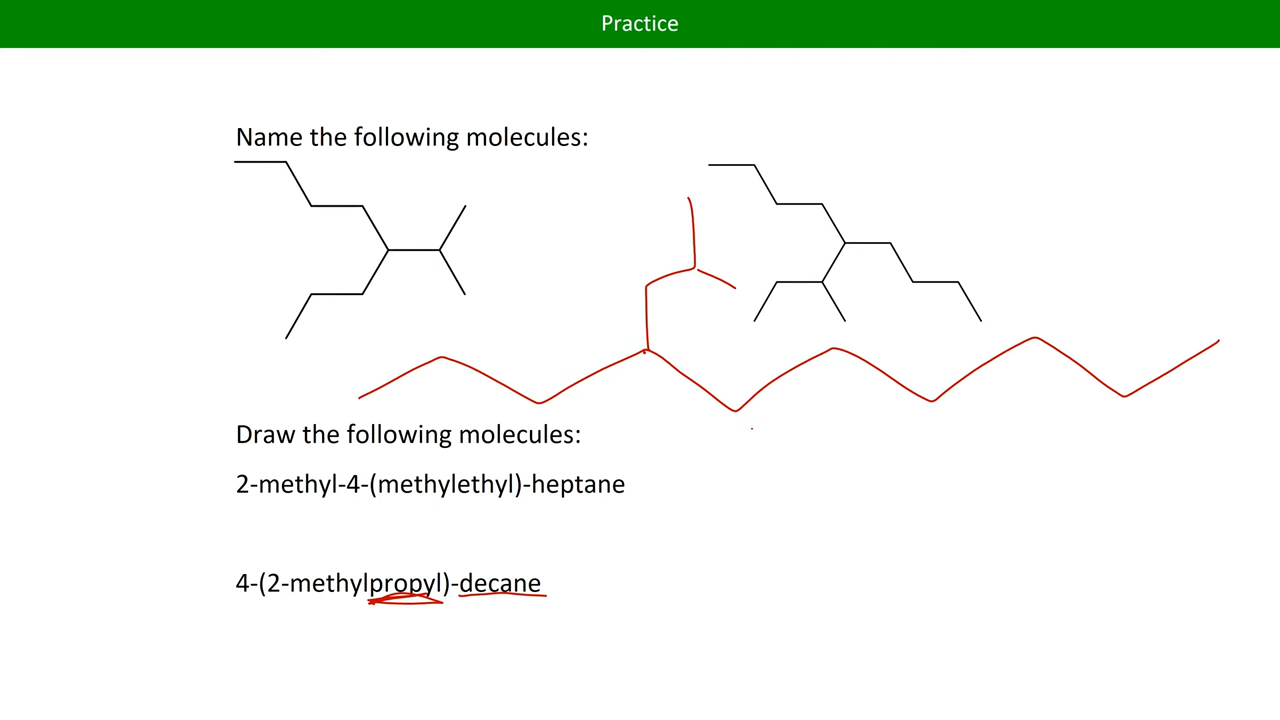 Practice
Name the following molecules:
Draw the following molecules:
2-methyl-4-(methylethyl)-heptane
4-(2-methylpropyl)-decane